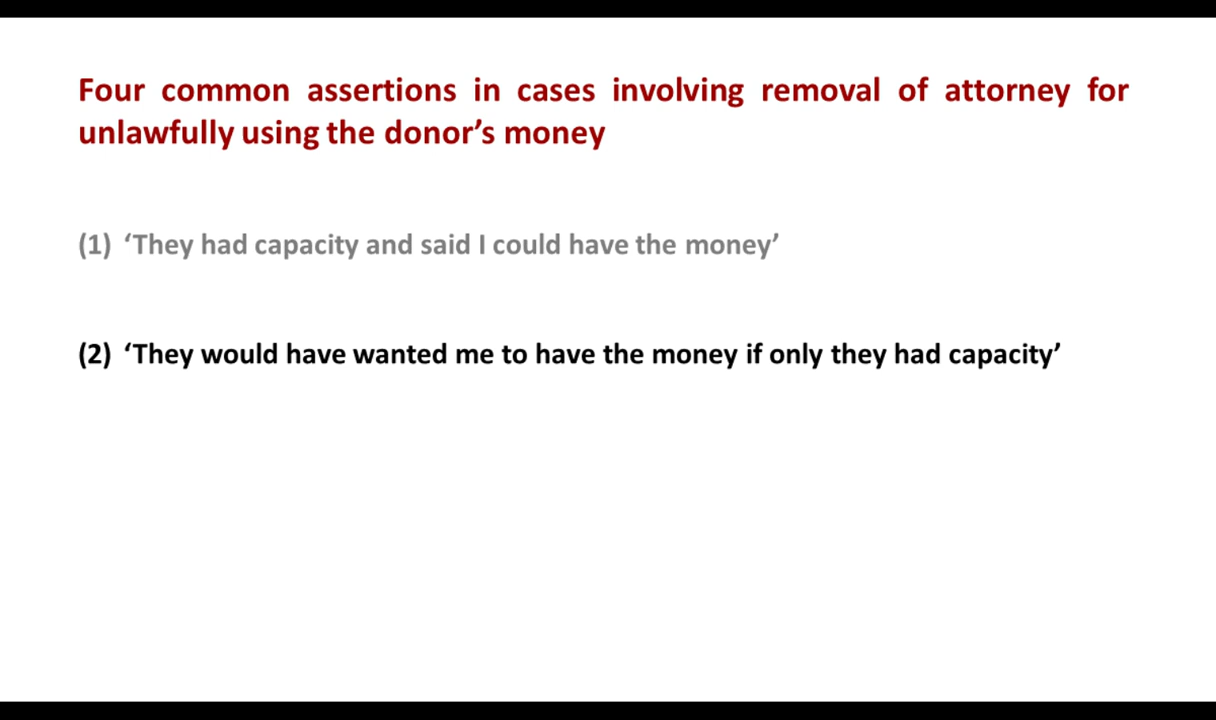 Four common assertions in cases involving removal of attorney for
unlawfully using the donor’s money
(1) ‘They had capacity and said I could have the money’
(2) ‘They would have wanted me to have the money if only they had capacity’